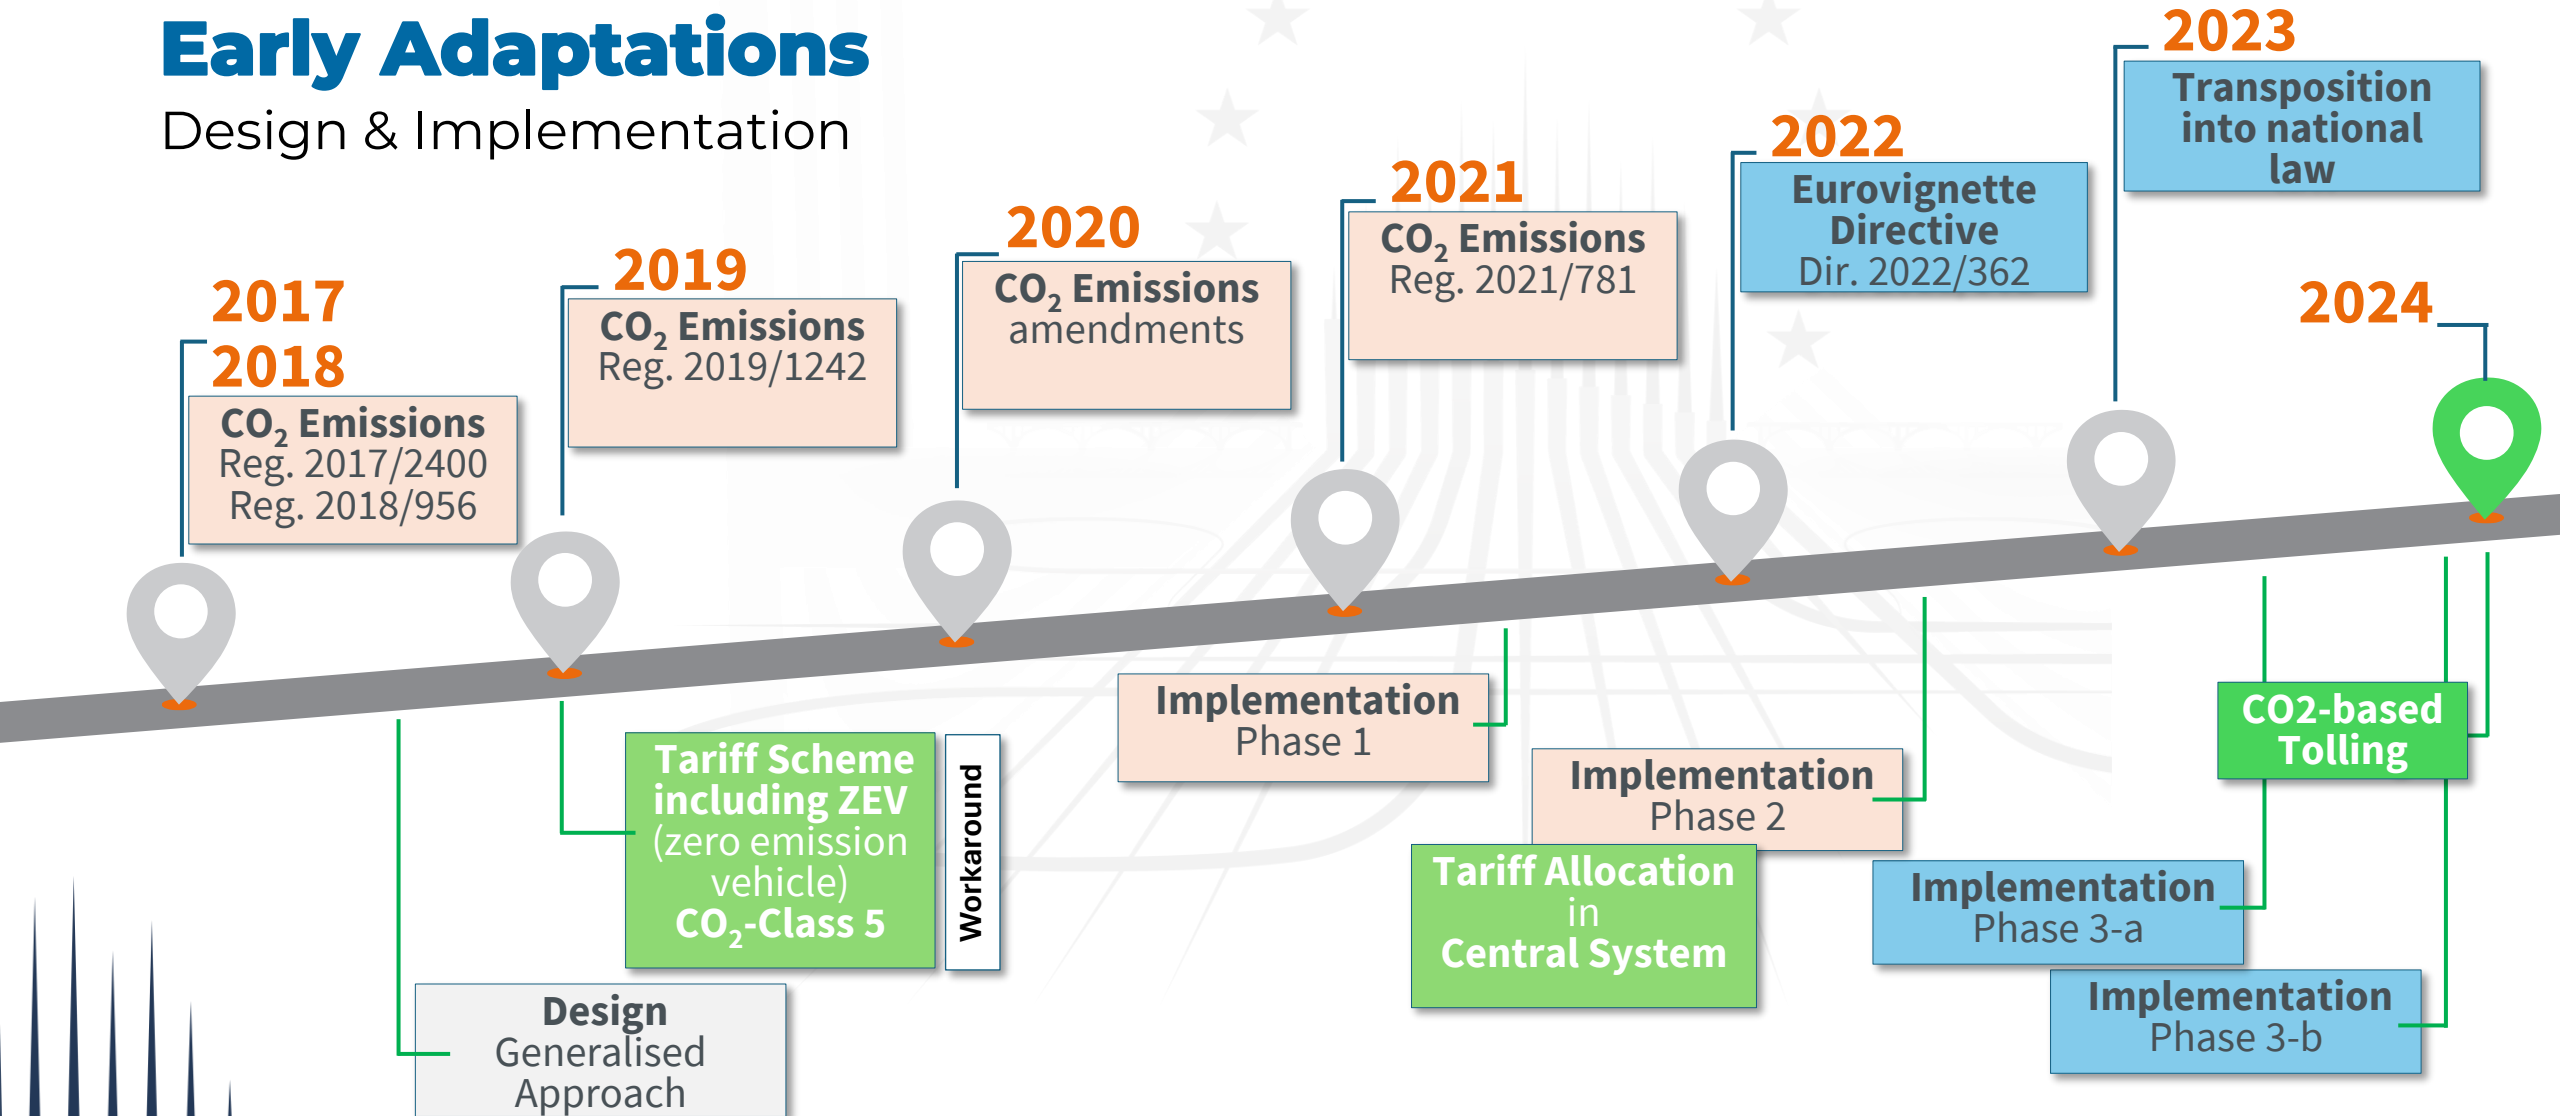 Early Adaptations
Design & Implementation
2017
2018
CO₂ Emissions
Reg. 2017/2400
Reg. 2018/956
2019
CO₂ Emissions
Reg. 2019/1242
2020
CO₂ Emissions
amendments
2021
CO₂ Emissions
Reg. 2021/781
2022
Eurovignette
Directive
Dir. 2022/362
2023
Transposition
into national
law
2024
Design
Generalised
Approach
Tariff Scheme
including ZEV
(zero emission
vehicle)
CO₂-Class 5
Workaround
Implementation
Phase 1
Implementation
Phase 2
Tariff Allocation
in
Central System
Implementation
Phase 3-a
Implementation
Phase 3-b
CO2-based
Tolling